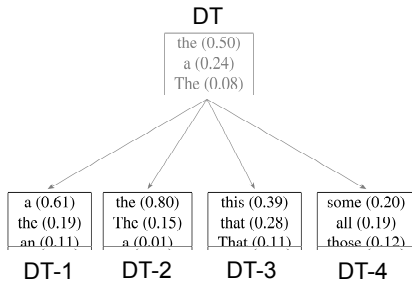 DT
the (0.50)
a (0.24)
The (0.08)
a (0.61)
the (0.19)
an (0.11)
the (0.80)
The (0.15)
a (0.01)
this (0.39)
that (0.28)
That (0.11)
some (0.20)
all (0.19)
those (0.12)
DT-1
DT-2
DT-3
DT-4